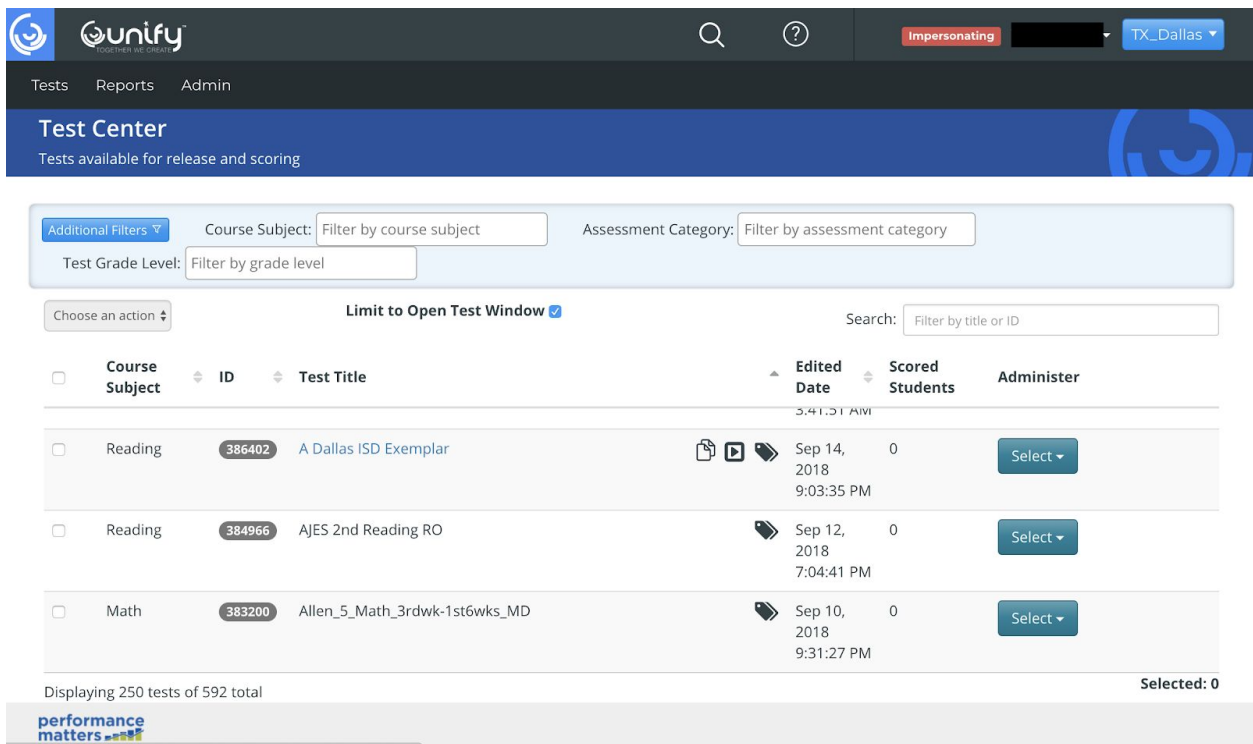 unify
TOGETHER WE CREATE
Impersonating
TX_Dallas
Tests Reports Admin
Test Center
Tests available for release and scoring
Additional Filters Course Subject: Filter by course subject Assessment Category: Filter by assessment category
Test Grade Level: Filter by grade level
Choose an action Limit to Open Test Window
Search: Filter by title or ID
Course Subject ID Test Title Edited Date Scored Students Administer
3:41:51 AM
Reading 386402 A Dallas ISD Exemplar Sep 14, 0 Select
2018
9:03:35 PM
Reading 384966 AJES 2nd Reading RO Sep 12, 0 Select
2018
7:04:41 PM
Math 383200 Allen_5_Math_3rdwk-1st6wks_MD Sep 10, 0 Select
2018
9:31:27 PM
Displaying 250 tests of 592 total Selected: 0
performance
matters